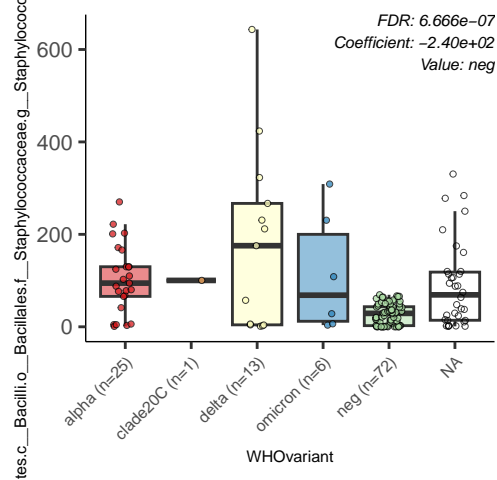 FDR: 6.666e−07
Coefficient: −2.40e+02
Value: neg
tes.c__Bacilli.o__Bacillales.f__Staphylococcaceae.g__Staphylococc
600
400
200
0
alpha (n=25)
clade20C (n=1)
delta (n=13)
omicron (n=6)
neg (n=72)
NA
WHOvariant